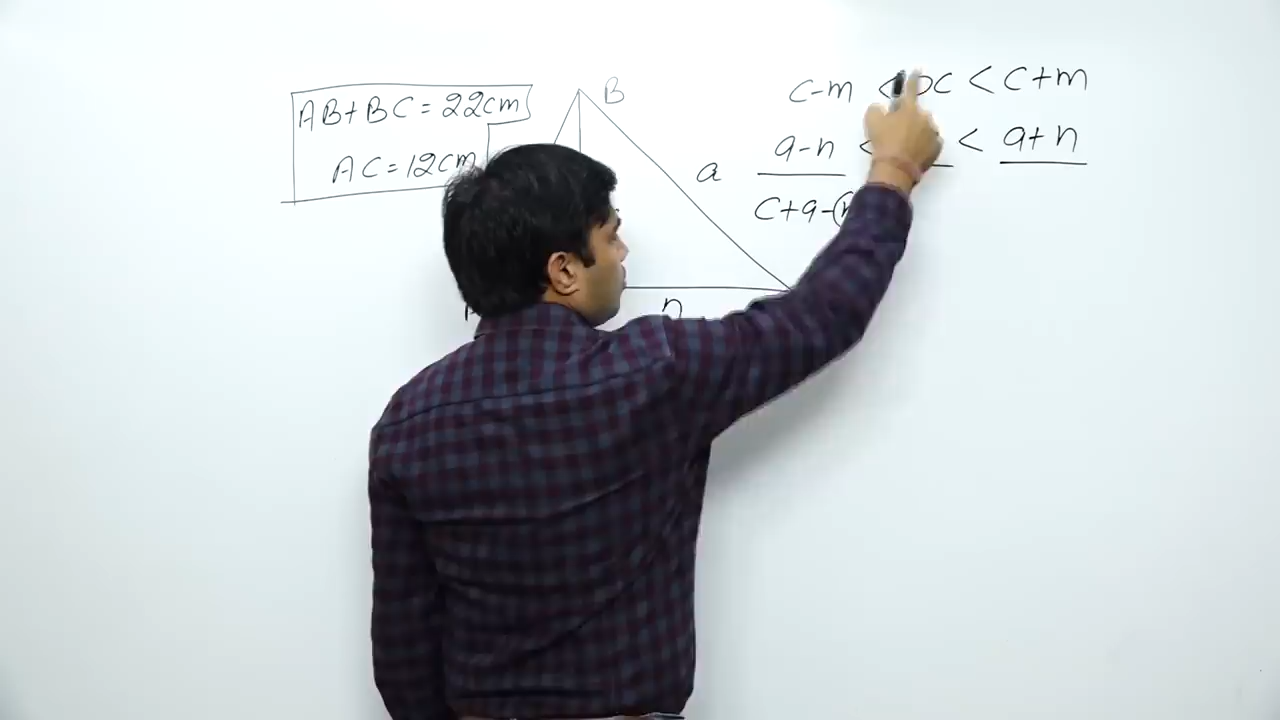 AB+BC=22cm
AC=12cm
B
a
n
c-m < x < c+m
a-n < < a+n
c+a-(